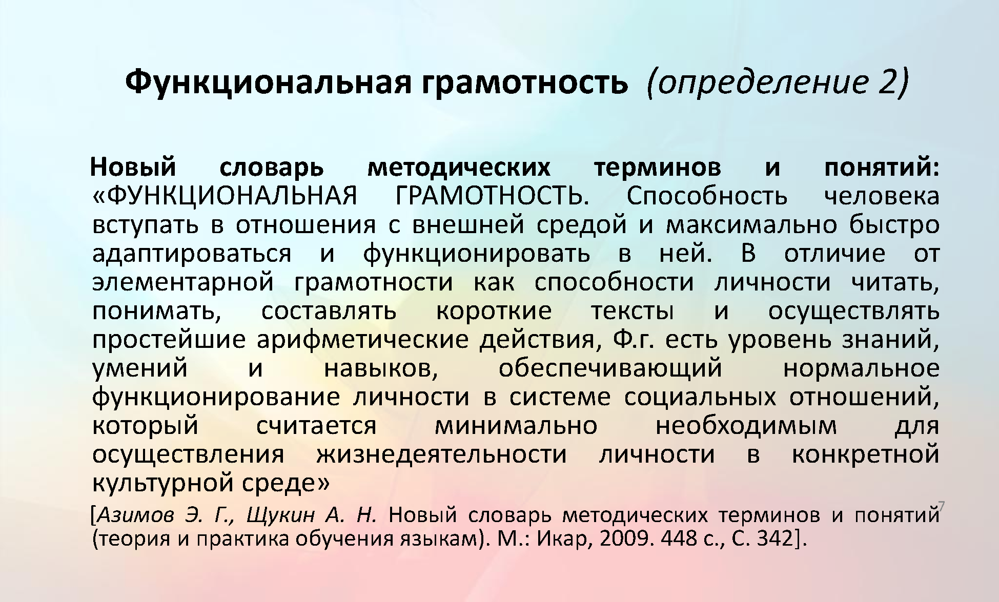 Функциональная грамотность (определение 2)
Новый словарь методических терминов и понятий:
«ФУНКЦИОНАЛЬНАЯ ГРАМОТНОСТЬ. Способность человека
вступать в отношения с внешней средой и максимально быстро
адаптироваться и функционировать в ней. В отличие от
элементарной грамотности как способности личности читать,
понимать, составлять короткие тексты и осуществлять
простейшие арифметические действия, Ф.г. есть уровень знаний,
умений и навыков, обеспечивающий нормальное
функционирование личности в системе социальных отношений,
который считается минимально необходимым для
осуществления жизнедеятельности личности в конкретной
культурной среде»
[Азимов Э. Г., Щукин А. Н. Новый словарь методических терминов и понятий
(теория и практика обучения языкам). М.: Икар, 2009. 448 с., С. 342].
7